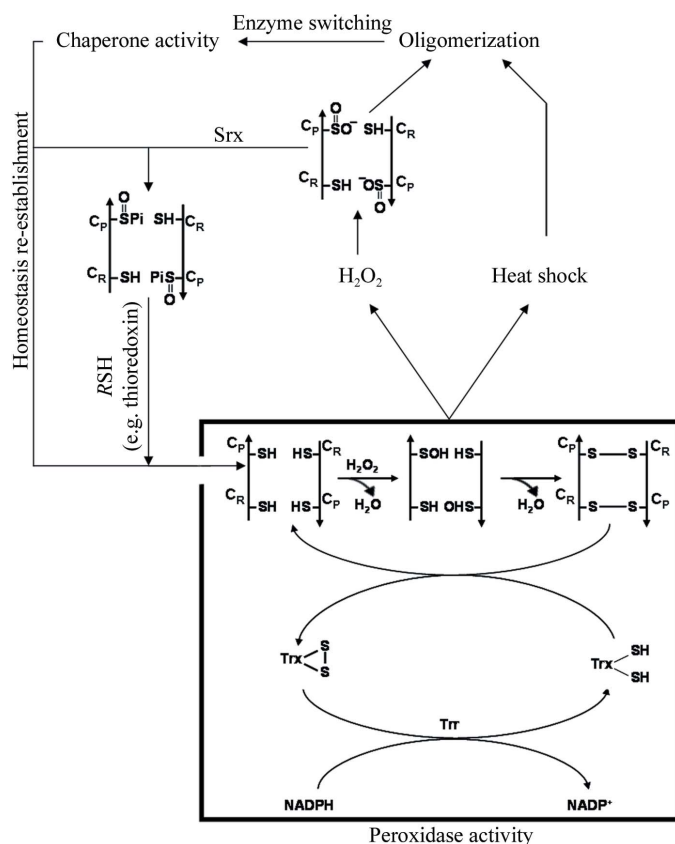 Enzyme switching
Chaperone activity
Oligomerization
Homeostasis re-establishment
Srx
O
C_P SO⁻ SH C_R
C_R SH ⁻OS C_P
O
O
C_P SPi SH C_R
C_R SH PiS C_P
O
H₂O₂
Heat shock
RSH
(e.g. thioredoxin)
C_P SH HS C_R
C_R SH HS C_P
H₂O₂
H₂O
SOH HS
SH OHS
H₂O
C_P S S C_R
C_R S S C_P
Trx S S
Trx SH SH
Trr
NADPH
NADP⁺
Peroxidase activity